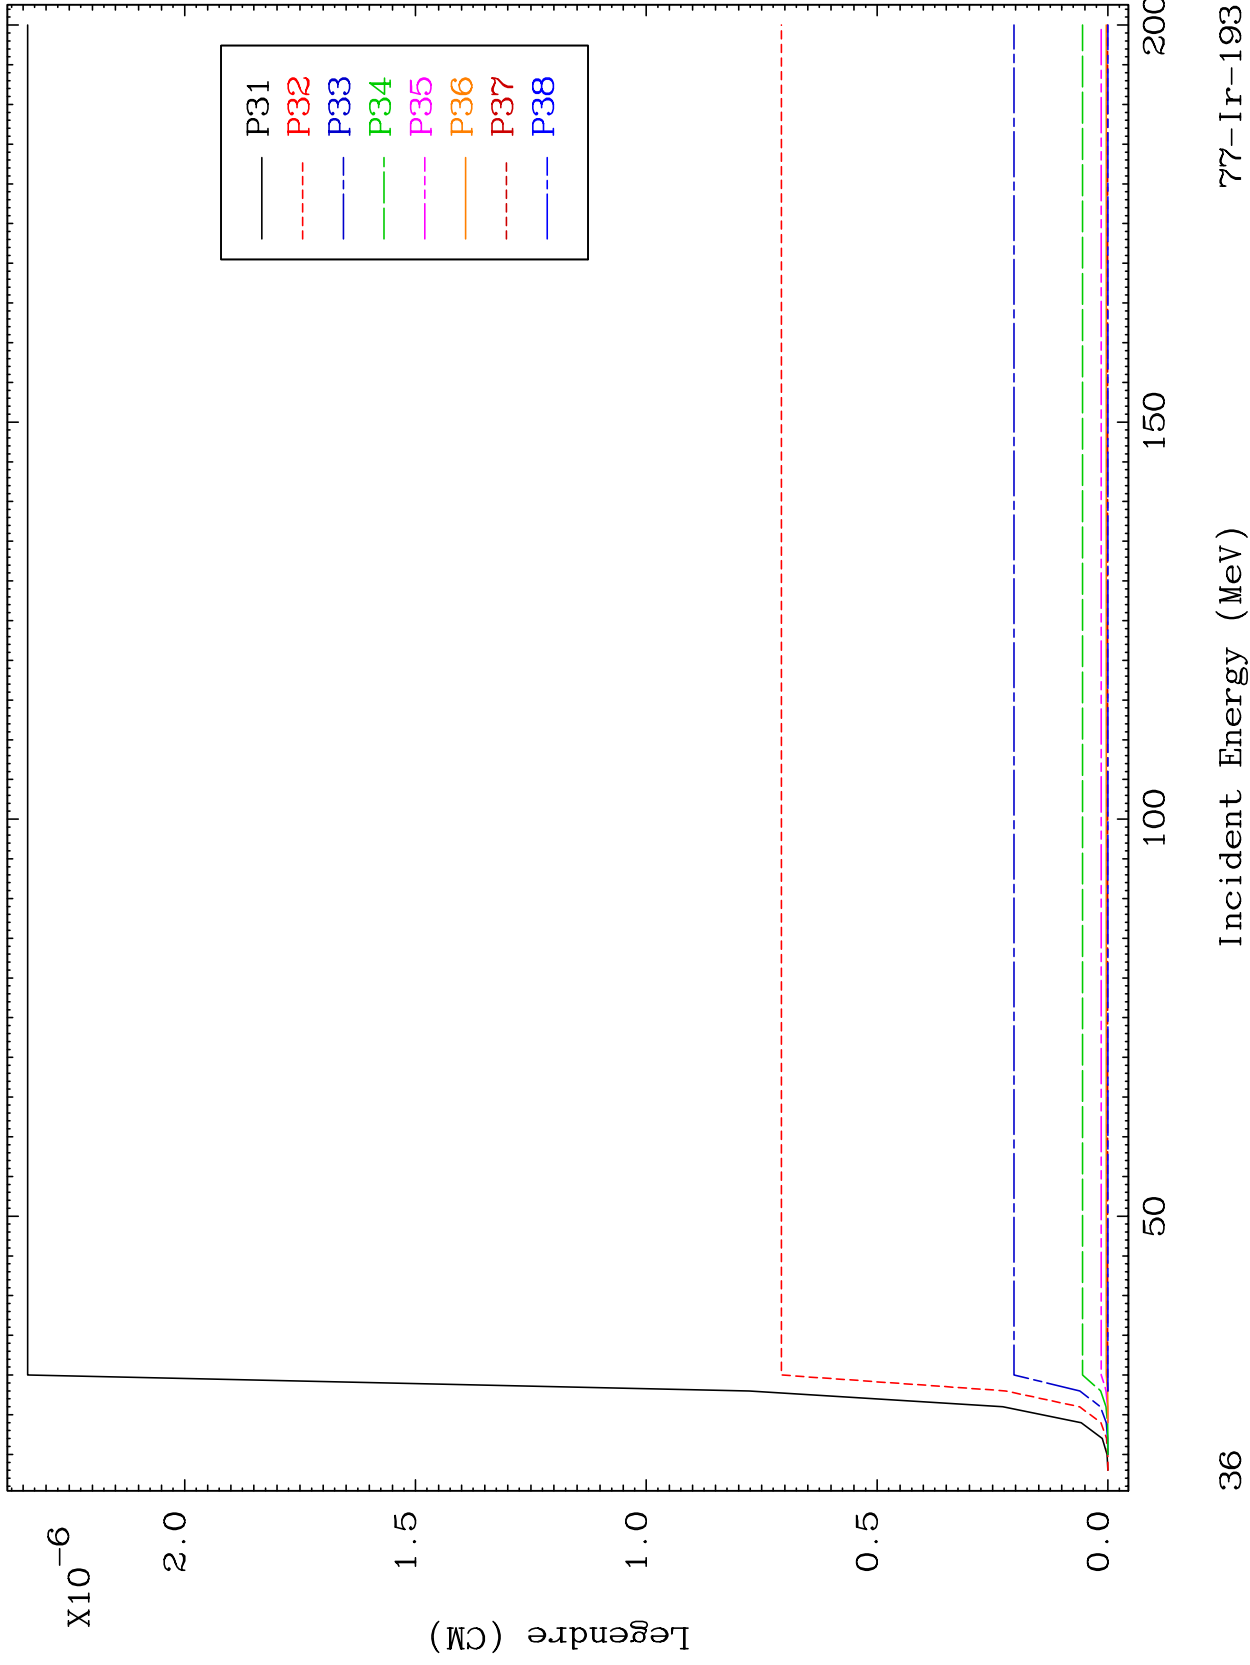 X10-6
2.0
1.5
1.0
0.5
0.0
Legendre (CM)
P31
P32
P33
P34
P35
P36
P37
P38
50
100
150
200
Incident Energy (MeV)
36
77-Ir-193